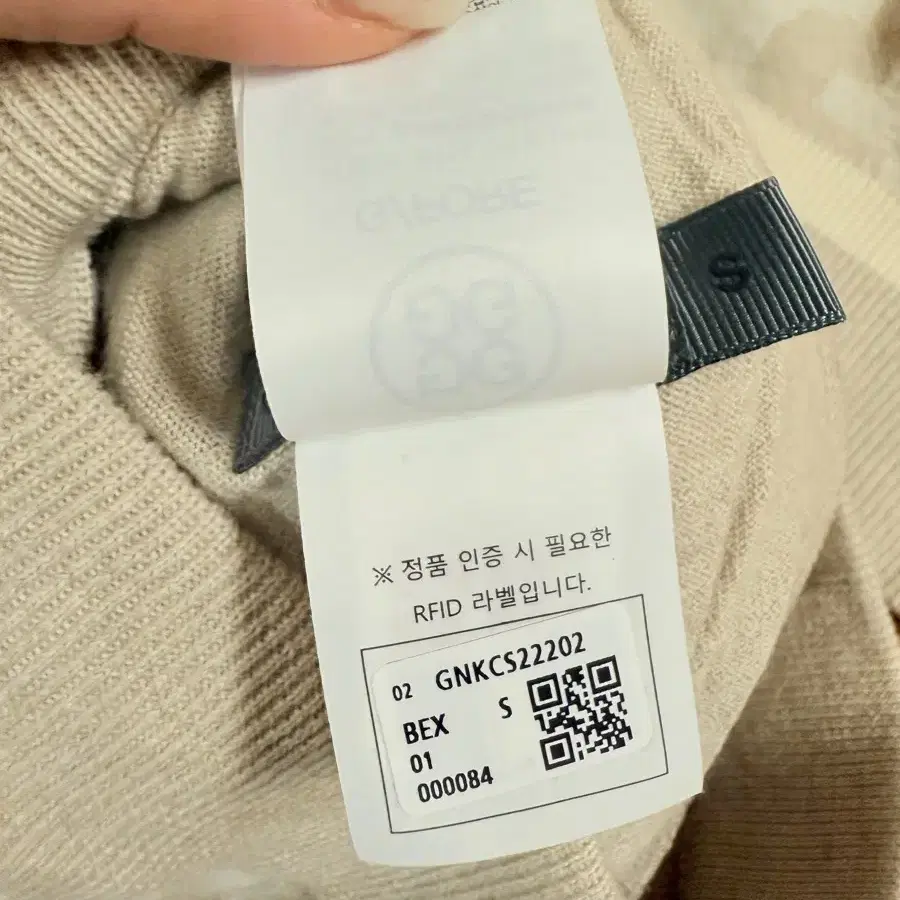 G/FORE
S
※ 정품 인증 시 필요한
RFID 라벨입니다.
02 GNKCS22202
BEX S
01
000084